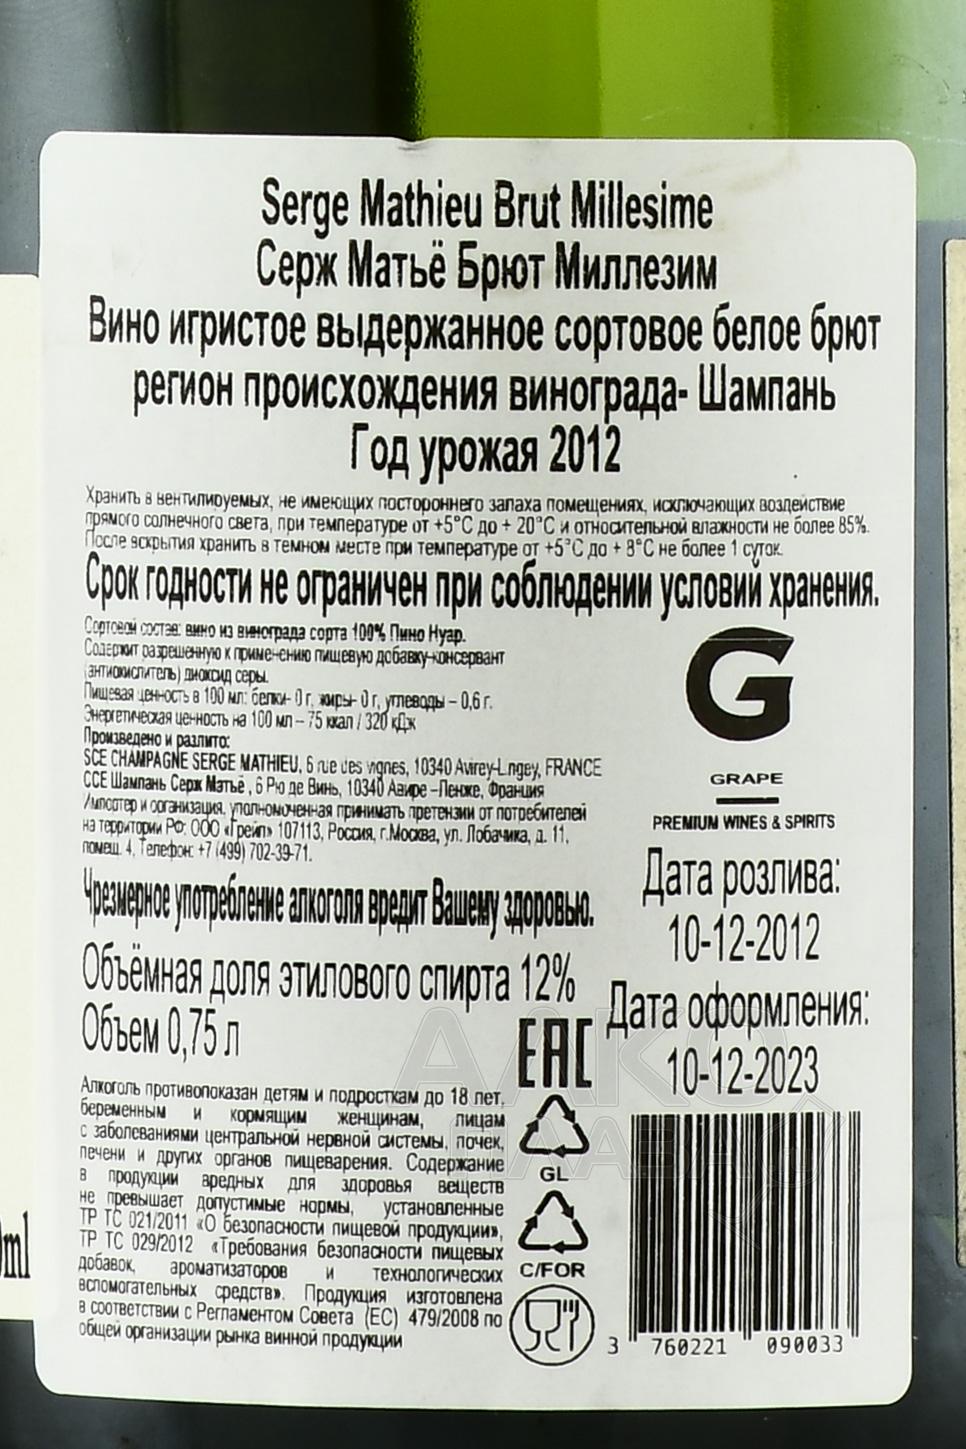 Serge Mathieu Brut Millesime
Серж Матьё Брют Миллезим
Вино игристое выдержанное сортовое белое брют
регион происхождения винограда- Шампань
Год урожая 2012
Хранить в вентилируемых, не имеющих постороннего запаха помещениях, исключающих воздействие
прямого солнечного света, при температуре от +5°C до + 20°C и относительной влажности не более 85%.
После вскрытия хранить в темном месте при температуре от +5°C до + 8°C не более 1 суток.
Срок годности не ограничен при соблюдении условий хранения.
Сортовой состав: вино из винограда сорта 100% Пино Нуар.
Содержит разрешенную к применению пищевую добавку-консервант
(антиокислитель) диоксид серы.
Пищевая ценность в 100 мл: белки- 0 г, жиры- 0 г, углеводы – 0,6 г.
Энергетическая ценность на 100 мл – 75 ккал / 320 кДж
Произведено и разлито:
SCE CHAMPAGNE SERGE MATHIEU, 6 rue des vignes, 10340 Avirey-Lingey, FRANCE
ССЕ Шампань Серж Матьё , 6 Рю де Винь, 10340 Авире –Ленже, Франция
Импортер и организация, уполномоченная принимать претензии от потребителей
на территории РФ: ООО «Грейп» 107113, Россия, г.Москва, ул. Лобачика, д. 11,
помещ. 4, Телефон: +7 (499) 702-39-71.
G
GRAPE
PREMIUM WINES & SPIRITS
Чрезмерное употребление алкоголя вредит Вашему здоровью.
Объёмная доля этилового спирта 12%
Объем 0,75 л
Дата розлива:
10-12-2012
Дата оформления:
10-12-2023
Алкоголь противопоказан детям и подросткам до 18 лет,
беременным и кормящим женщинам, лицам
с заболеваниями центральной нервной системы, почек,
печени и других органов пищеварения. Содержание
в продукции вредных для здоровья веществ
не превышает допустимые нормы, установленные
ТР ТС 021/2011 «О безопасности пищевой продукции»,
ТР ТС 029/2012 «Требования безопасности пищевых
добавок, ароматизаторов и технологических
вспомогательных средств». Продукция изготовлена
в соответствии с Регламентом Совета (ЕС) 479/2008 по
общей организации рынка винной продукции
EAC
GL
C/FOR
3 760221 090033
ml